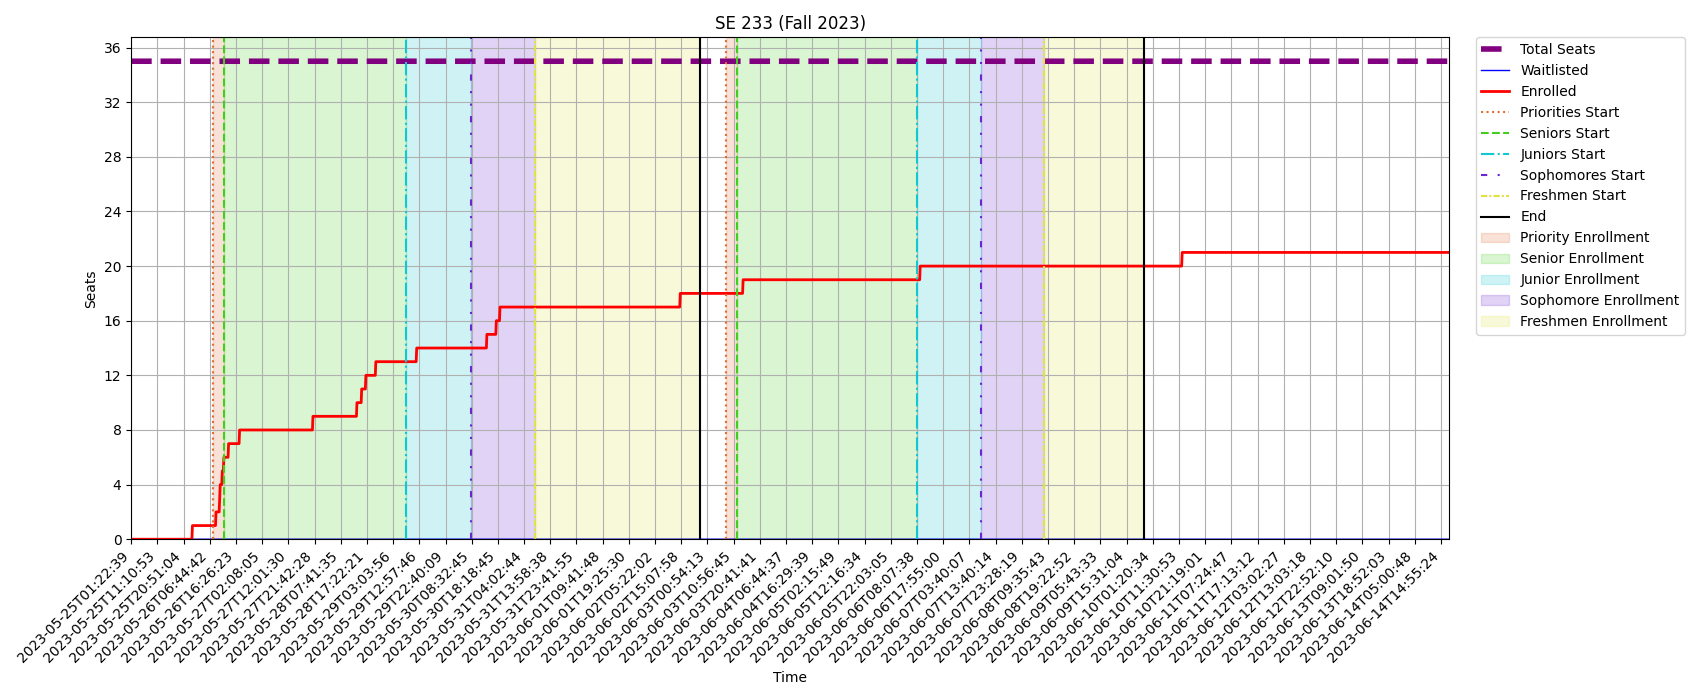 SE 233 (Fall 2023)
36
32
28
24
20
16
12
8
4
0
Seats
2023-05-25T01:22:39
2023-05-25T11:10:53
2023-05-25T20:51:04
2023-05-26T06:44:42
2023-05-26T16:26:23
2023-05-27T02:08:05
2023-05-27T12:01:30
2023-05-27T21:42:28
2023-05-28T07:41:35
2023-05-28T17:22:21
2023-05-29T03:03:56
2023-05-29T12:57:46
2023-05-29T22:40:09
2023-05-30T08:32:45
2023-05-30T18:18:45
2023-05-31T04:02:44
2023-05-31T13:58:38
2023-05-31T23:41:55
2023-06-01T09:41:48
2023-06-01T19:25:30
2023-06-02T05:22:02
2023-06-02T15:07:58
2023-06-03T00:54:13
2023-06-03T10:56:45
2023-06-03T20:41:41
2023-06-04T06:44:37
2023-06-04T16:29:39
2023-06-05T02:15:49
2023-06-05T12:16:34
2023-06-05T22:03:05
2023-06-06T08:07:38
2023-06-06T17:55:00
2023-06-07T03:40:07
2023-06-07T13:40:14
2023-06-07T23:28:19
2023-06-08T09:35:43
2023-06-08T19:22:52
2023-06-09T05:43:33
2023-06-09T15:31:04
2023-06-10T01:20:34
2023-06-10T11:30:53
2023-06-10T21:19:01
2023-06-11T07:24:47
2023-06-11T17:13:12
2023-06-12T03:02:27
2023-06-12T13:03:18
2023-06-12T22:52:10
2023-06-13T09:01:50
2023-06-13T18:52:03
2023-06-14T05:00:48
2023-06-14T14:55:24
Time
Total Seats
Waitlisted
Enrolled
Priorities Start
Seniors Start
Juniors Start
Sophomores Start
Freshmen Start
End
Priority Enrollment
Senior Enrollment
Junior Enrollment
Sophomore Enrollment
Freshmen Enrollment